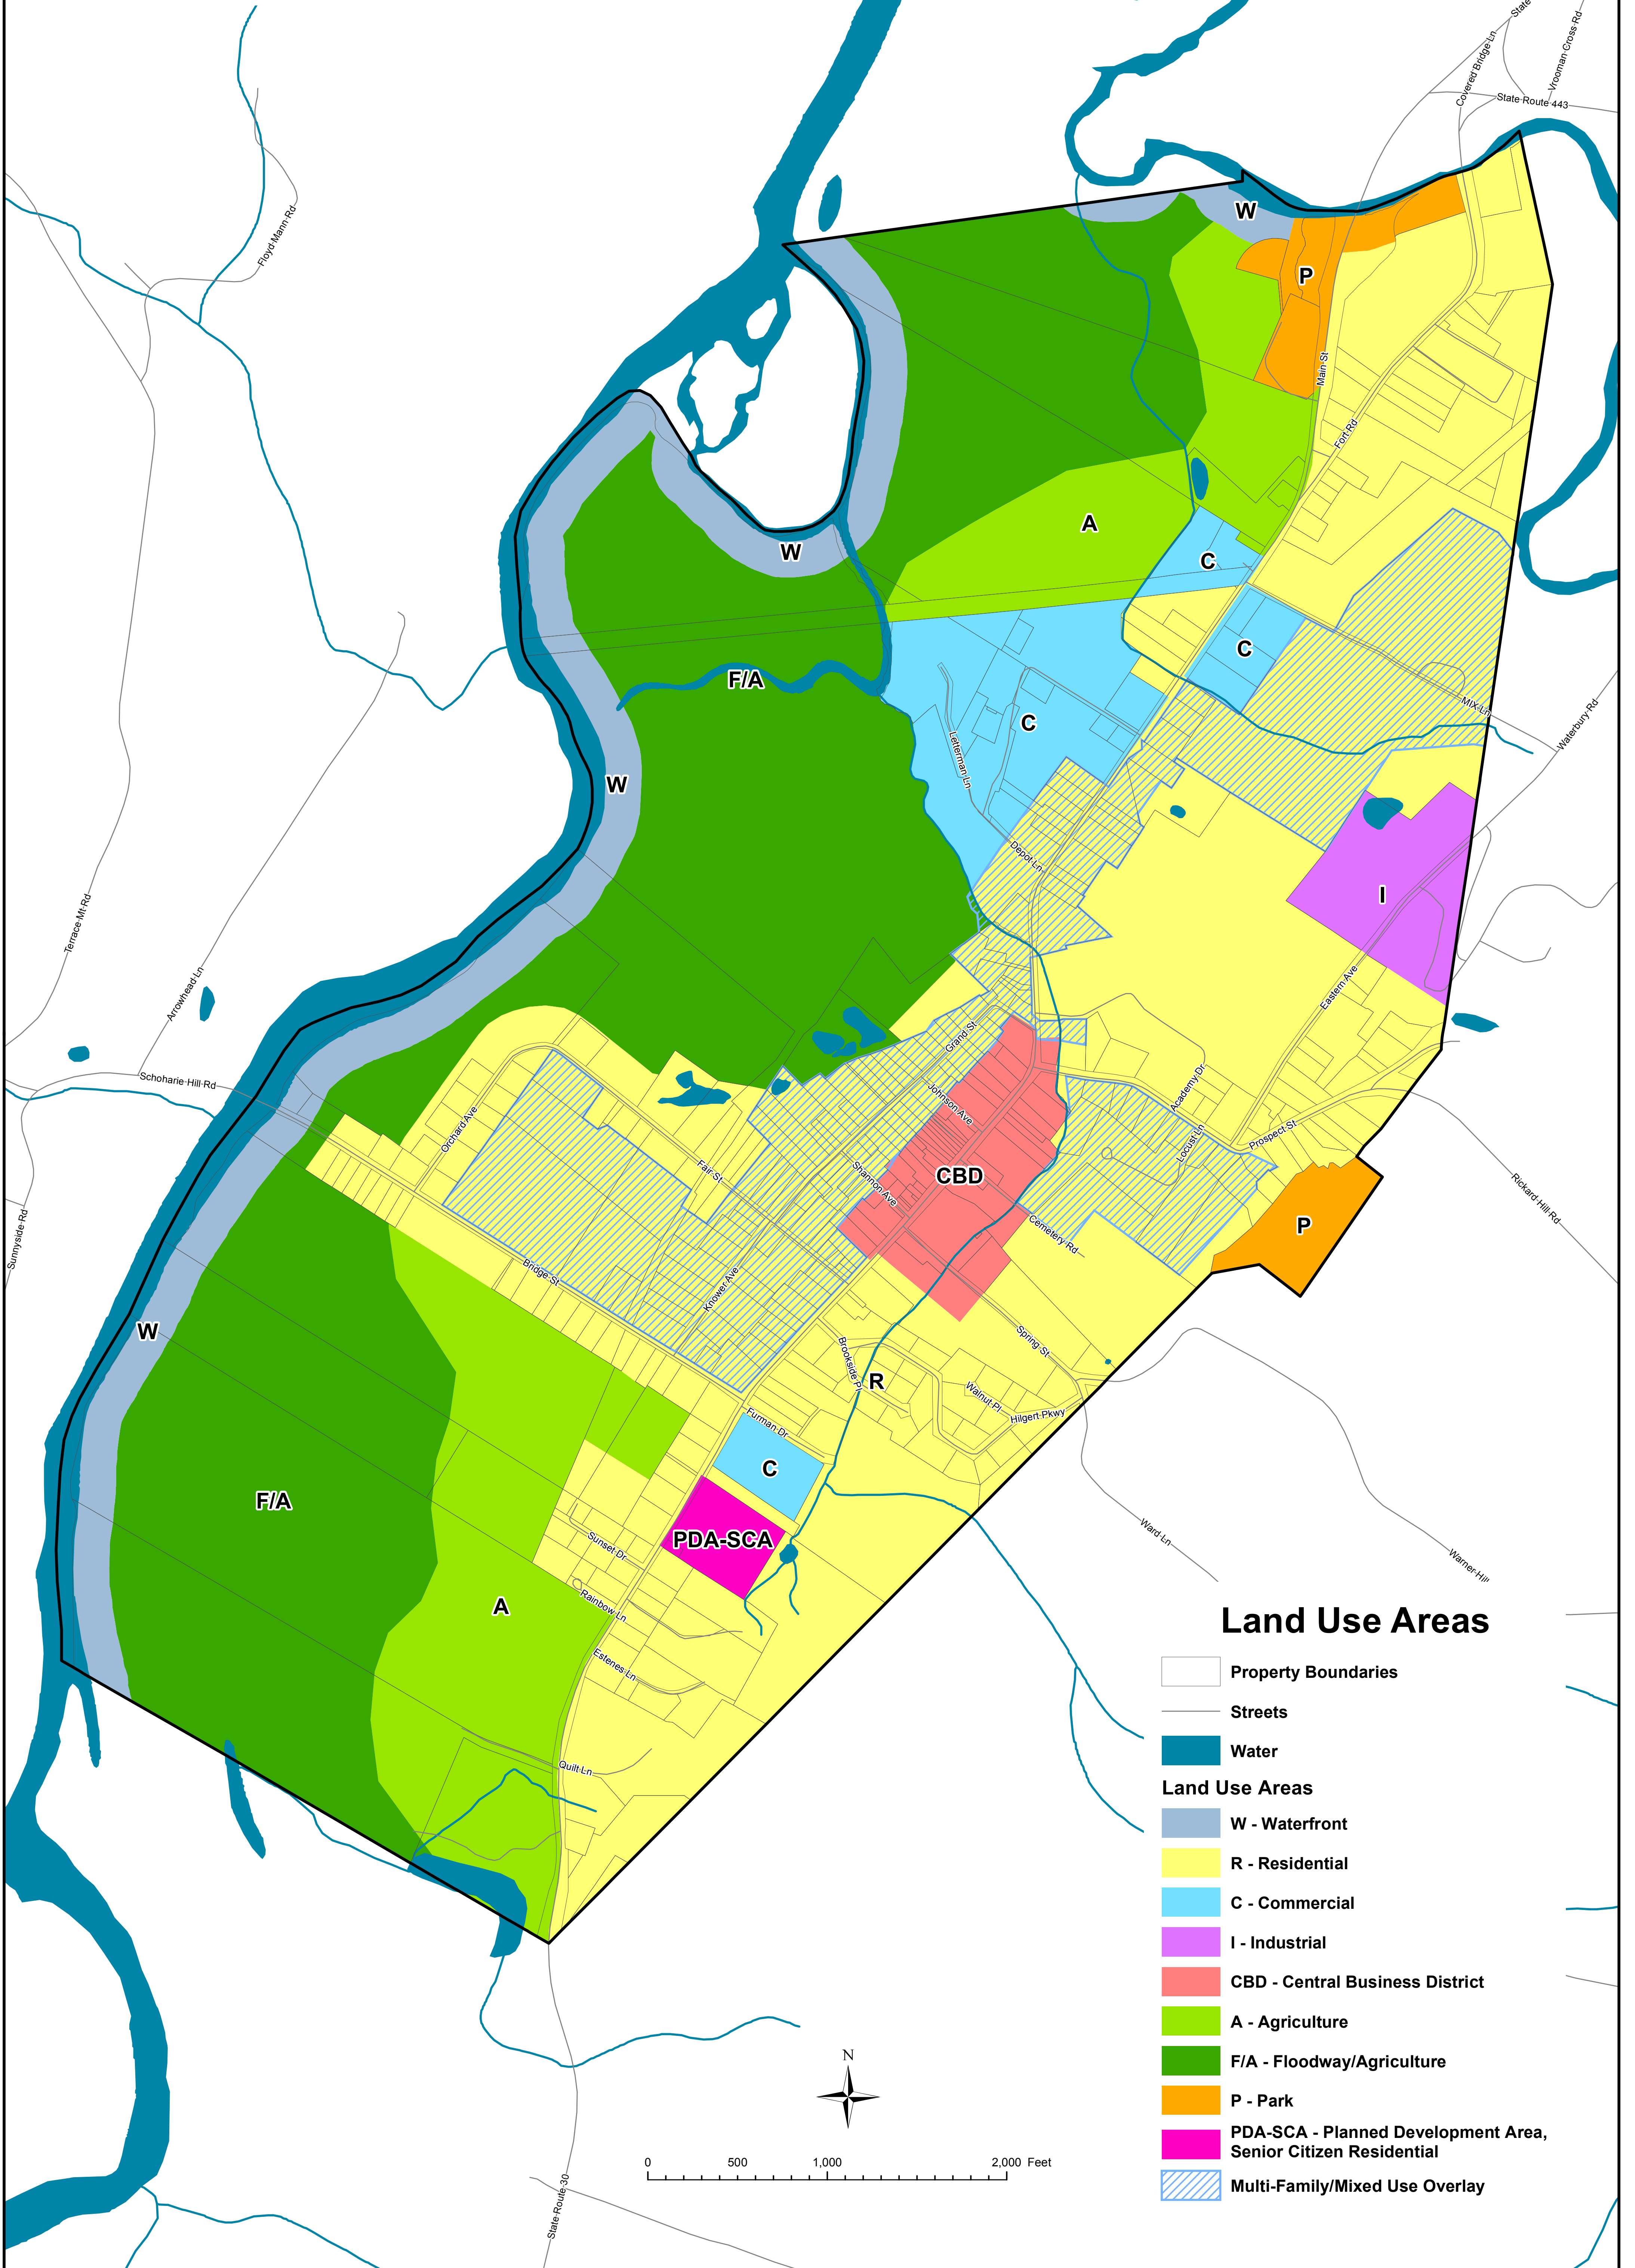 State
Covered Bridge Ln
Vrooman Cross Rd
State Route 443
W
Floyd Mann Rd
P
Main St
Fort Rd
A
W
C
C
F/A
MIX Ln
Waterbury Rd
C
Letterman Ln
W
Depot Ln
I
Terrace Mt Rd
Arrowhead Ln
Eastern Ave
Grand St
Schoharie Hill Rd
Johnson Ave
Academy Dr
Orchard Ave
Prospect St
Locust Ln
Fair St
Shannon Ave
CBD
Rickard Hill Rd
P
Sunnyside Rd
Cemetery Rd
Bridge St
Knower Ave
W
Spring St
Brookside Pl
R
Walnut Pl
Hilgert Pkwy
Furman Dr
C
F/A
PDA-SCA
Ward Ln
Sunset Dr
Warner Hill
A
Rainbow Ln
Estenes Ln
Quilt Ln
State Route 30
Land Use Areas
Property Boundaries
Streets
Water
Land Use Areas
W - Waterfront
R - Residential
C - Commercial
I - Industrial
CBD - Central Business District
A - Agriculture
F/A - Floodway/Agriculture
P - Park
PDA-SCA - Planned Development Area,
Senior Citizen Residential
Multi-Family/Mixed Use Overlay
N
0 500 1,000 2,000 Feet